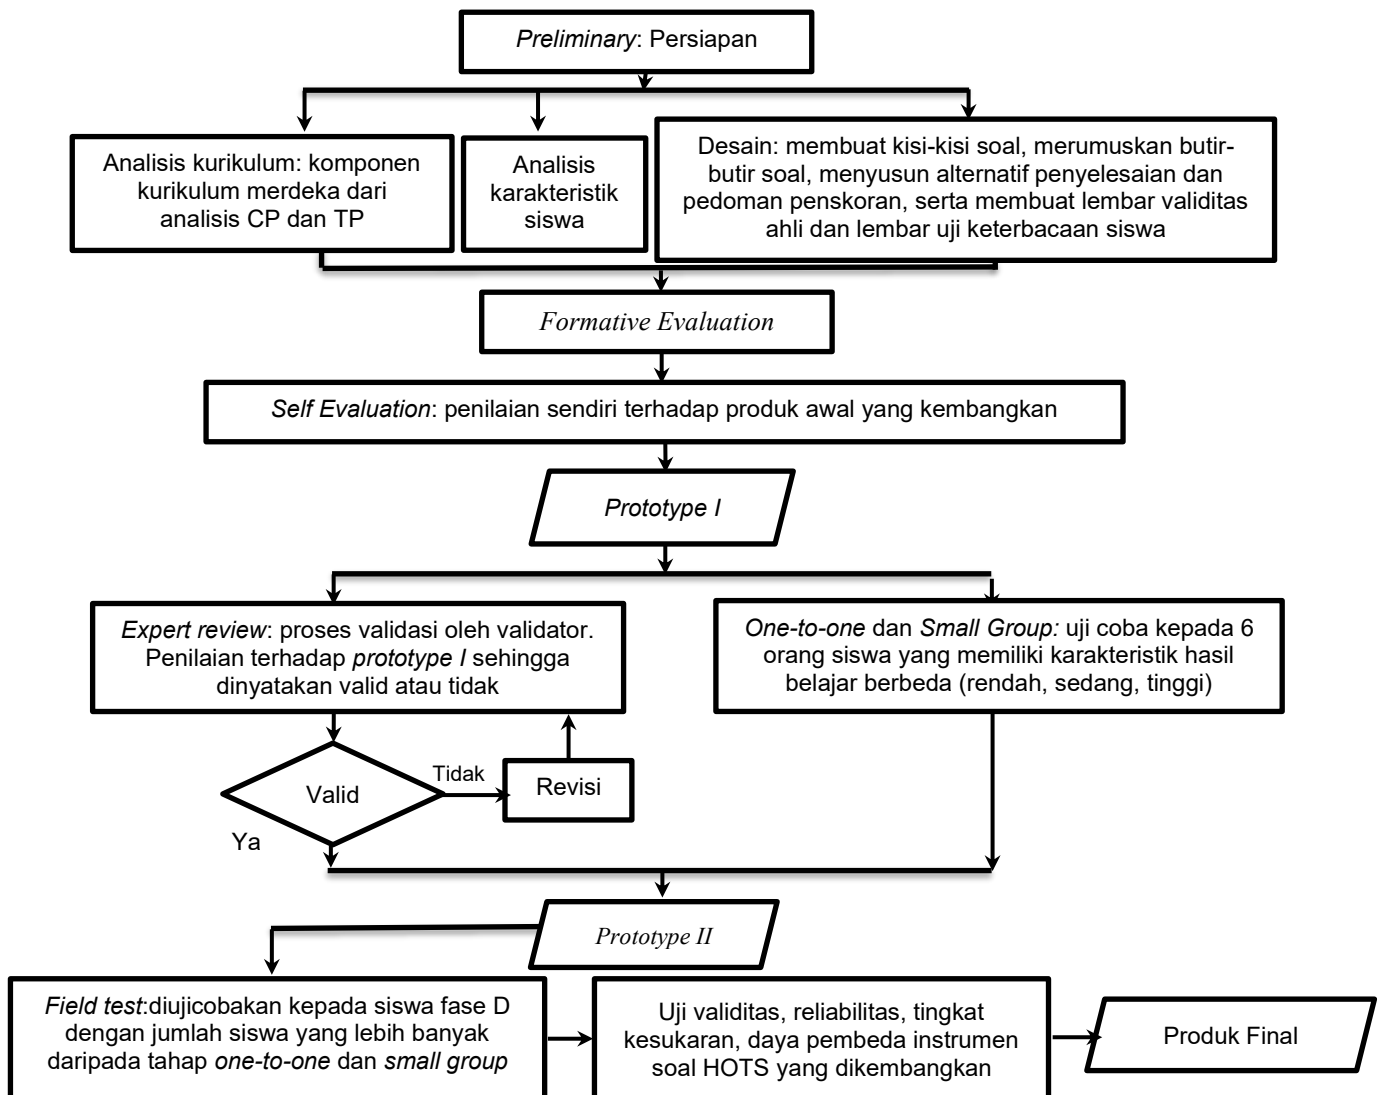 Preliminary: Persiapan
Analisis kurikulum: komponen
kurikulum merdeka dari
analisis CP dan TP
Analisis
karakteristik
siswa
Desain: membuat kisi-kisi soal, merumuskan butir-
butir soal, menyusun alternatif penyelesaian dan
pedoman penskoran, serta membuat lembar validitas
ahli dan lembar uji keterbacaan siswa
Formative Evaluation
Self Evaluation: penilaian sendiri terhadap produk awal yang kembangkan
Prototype I
Expert review: proses validasi oleh validator.
Penilaian terhadap prototype I sehingga
dinyatakan valid atau tidak
One-to-one dan Small Group: uji coba kepada 6
orang siswa yang memiliki karakteristik hasil
belajar berbeda (rendah, sedang, tinggi)
Valid
Tidak
Revisi
Ya
Prototype II
Field test:diujicobakan kepada siswa fase D
dengan jumlah siswa yang lebih banyak
daripada tahap one-to-one dan small group
Uji validitas, reliabilitas, tingkat
kesukaran, daya pembeda instrumen
soal HOTS yang dikembangkan
Produk Final